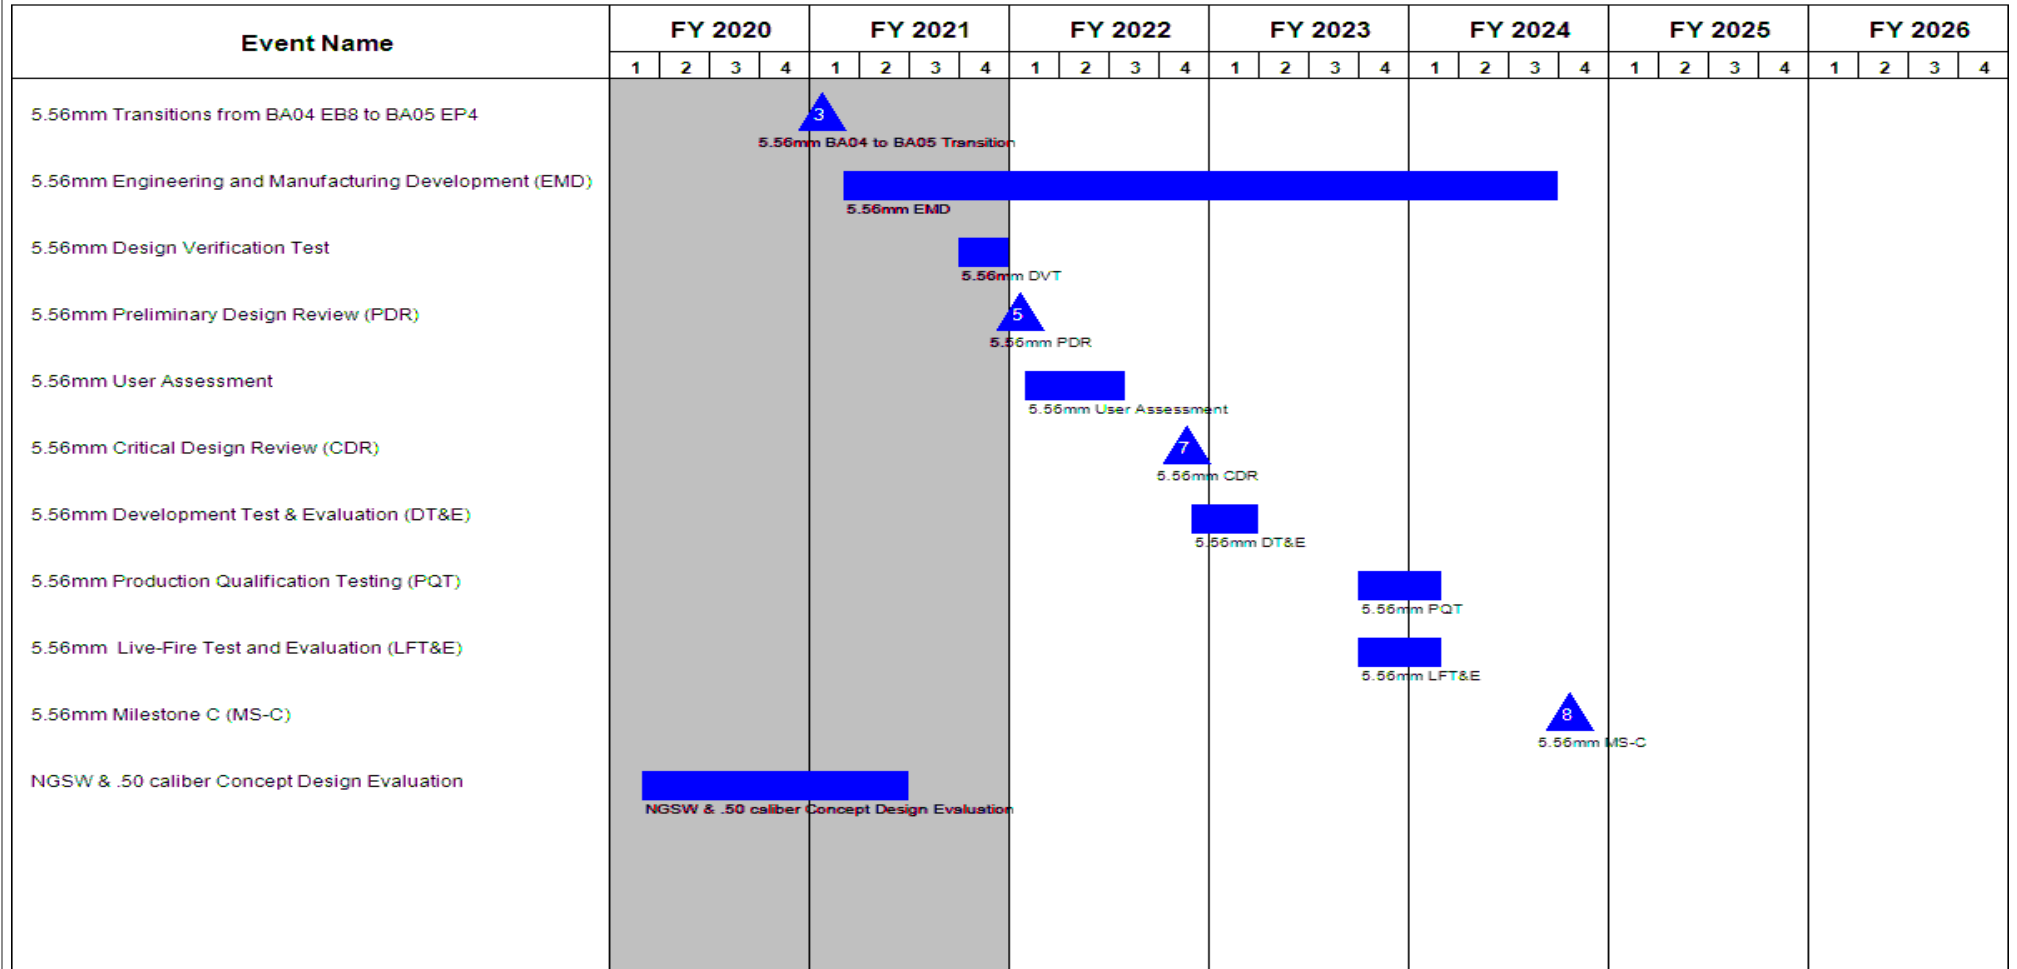 Event Name
FY 2020 FY 2021 FY 2022 FY 2023 FY 2024 FY 2025 FY 2026
1 2 3 4 1 2 3 4 1 2 3 4 1 2 3 4 1 2 3 4 1 2 3 4 1 2 3 4
5.56mm Transitions from BA04 EB8 to BA05 EP4
3
5.56mm BA04 to BA05 Transition
5.56mm Engineering and Manufacturing Development (EMD)
5.56mm EMD
5.56mm Design Verification Test
5.56mm DVT
5.56mm Preliminary Design Review (PDR)
5
5.56mm PDR
5.56mm User Assessment
5.56mm User Assessment
5.56mm Critical Design Review (CDR)
7
5.56mm CDR
5.56mm Development Test & Evaluation (DT&E)
5.56mm DT&E
5.56mm Production Qualification Testing (PQT)
5.56mm PQT
5.56mm Live-Fire Test and Evaluation (LFT&E)
5.56mm LFT&E
5.56mm Milestone C (MS-C)
8
5.56mm MS-C
NGSW & .50 caliber Concept Design Evaluation
NGSW & .50 caliber Concept Design Evaluation